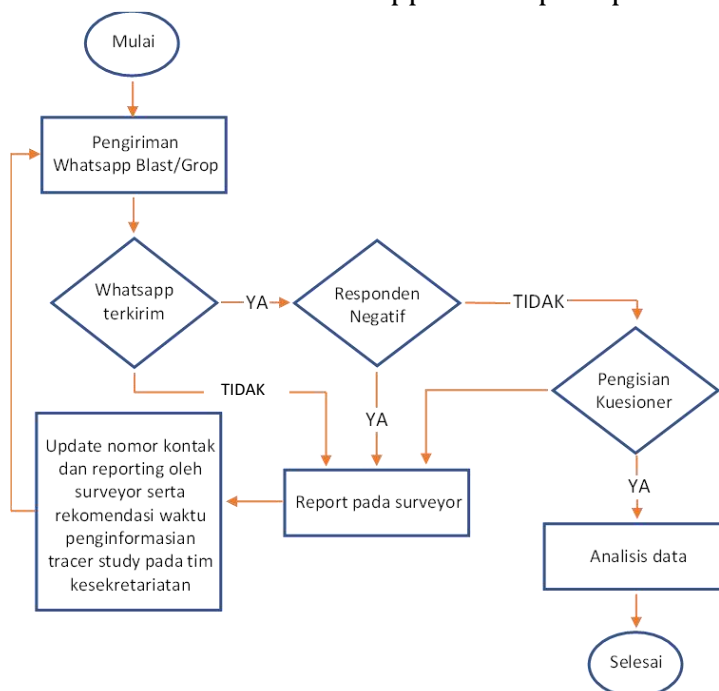 Mulai
Pengiriman
Whatsapp Blast/Grop
Whatsapp
terkirim
YA
Responden
Negatif
TIDAK
Pengisian
Kuesioner
TIDAK
YA
YA
Update nomor kontak
dan reporting oleh
surveyor serta
rekomendasi waktu
penginformasian
tracer study pada tim
kesekretariatan
Report pada surveyor
Analisis data
Selesai